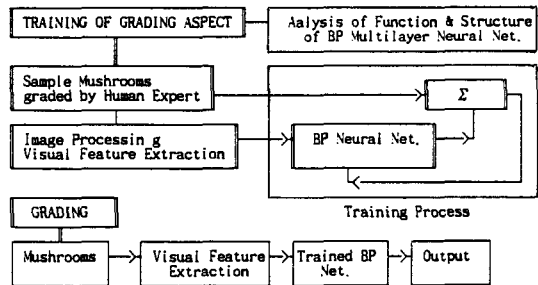 TRAINING OF GRADING ASPECT
Aalysis of Function & Structure
of BP Multilayer Neural Net.
Sample Mushrooms
graded by Human Expert
Σ
Image Processin g
Visual Feature Extraction
BP Neural Net.
Training Process
GRADING
Mushrooms
Visual Feature
Extraction
Trained BP
Net.
Output